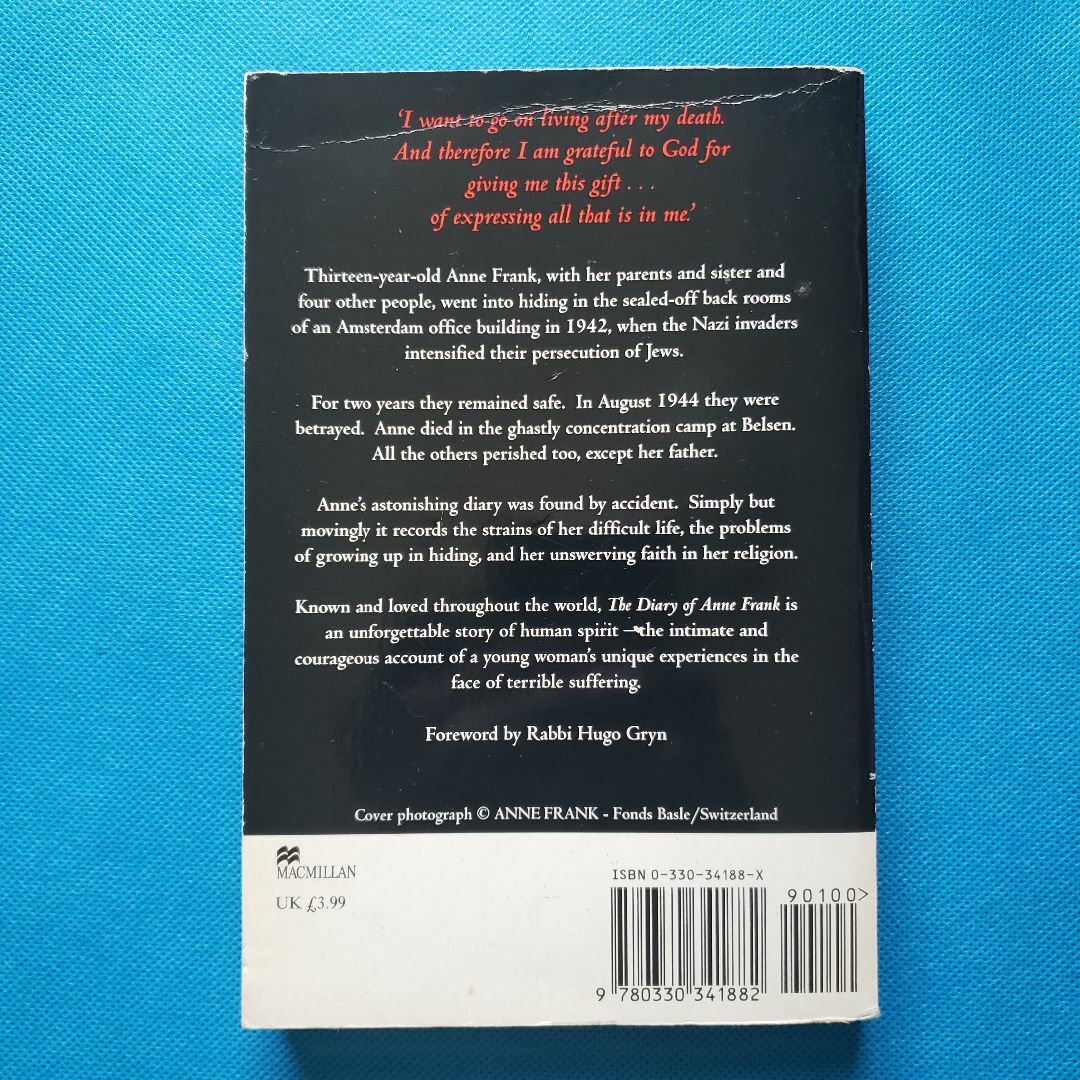 ‘I want to go on living after my death.
And therefore I am grateful to God for
giving me this gift . . .
of expressing all that is in me.’
Thirteen-year-old Anne Frank, with her parents and sister and
four other people, went into hiding in the sealed-off back rooms
of an Amsterdam office building in 1942, when the Nazi invaders
intensified their persecution of Jews.
For two years they remained safe. In August 1944 they were
betrayed. Anne died in the ghastly concentration camp at Belsen.
All the others perished too, except her father.
Anne’s astonishing diary was found by accident. Simply but
movingly it records the strains of her difficult life, the problems
of growing up in hiding, and her unswerving faith in her religion.
Known and loved throughout the world, The Diary of Anne Frank is
an unforgettable story of human spirit – the intimate and
courageous account of a young woman’s unique experiences in the
face of terrible suffering.
Foreword by Rabbi Hugo Gryn
Cover photograph © ANNE FRANK - Fonds Basle/Switzerland
MACMILLAN
UK £3.99
ISBN 0-330-34188-X
90100>
9 780330 341882